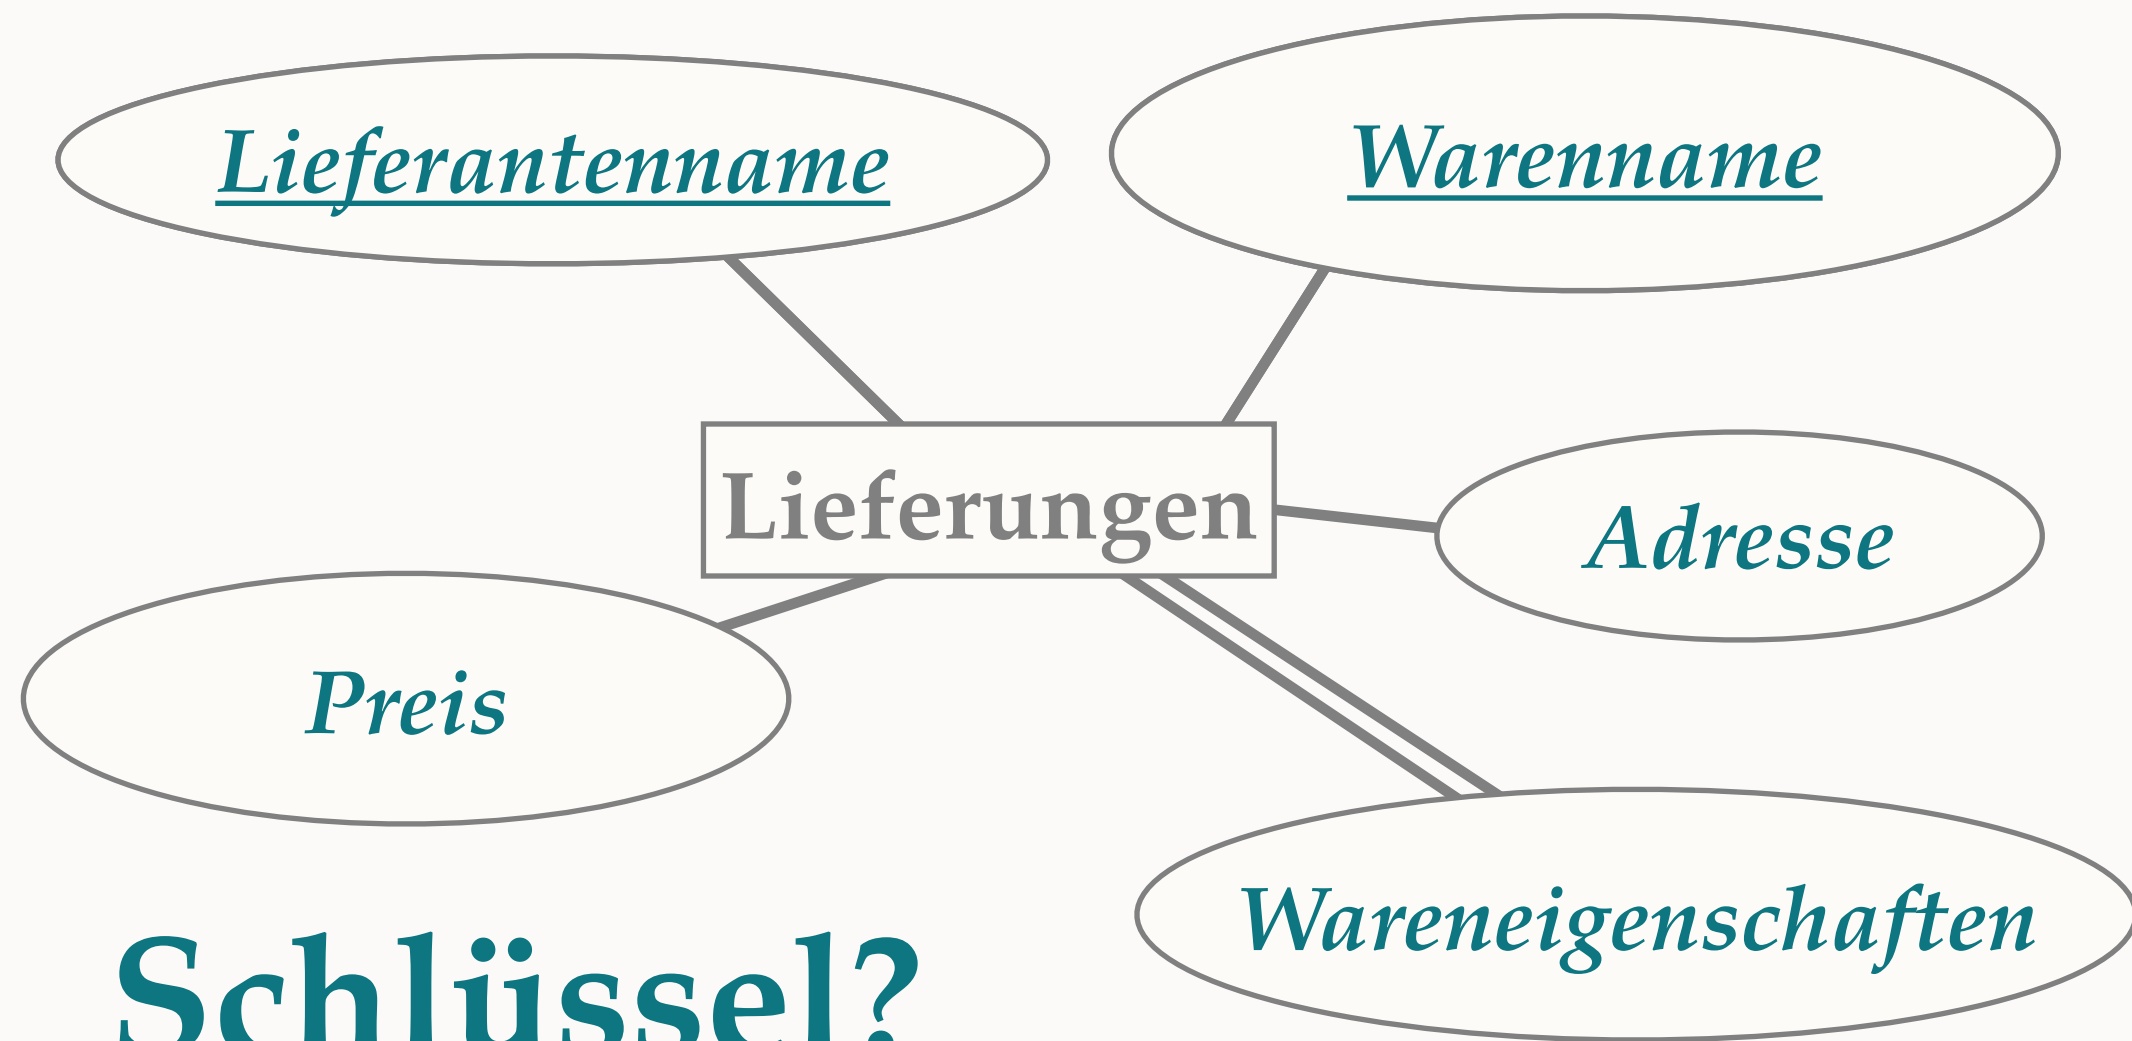 Lieferantenname
Warenname
Lieferungen
Adresse
Preis
Wareneigenschaften
Schlüssel?